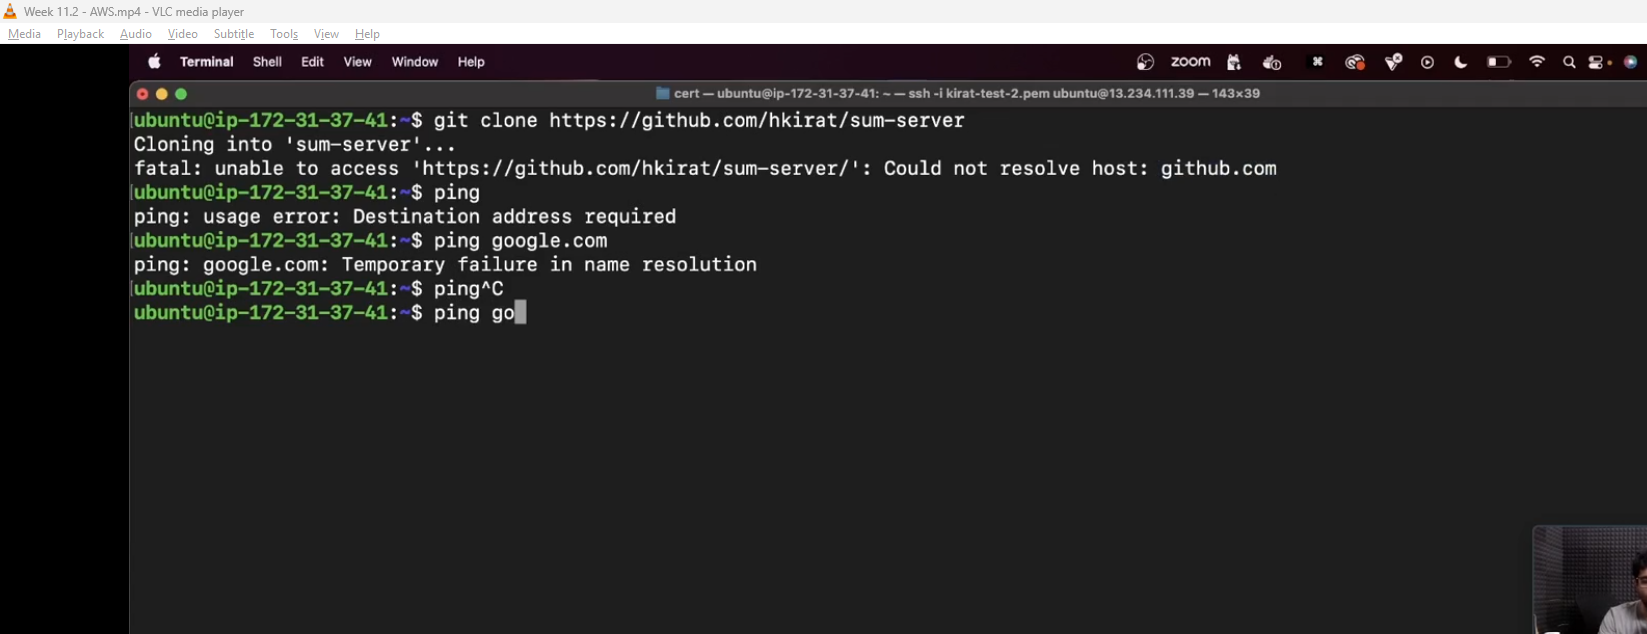 Week 11.2 - AWS.mp4 - VLC media player
Media Playback Audio Video Subtitle Tools View Help
Terminal Shell Edit View Window Help zoom
cert — ubuntu@ip-172-31-37-41: ~ — ssh -i kirat-test-2.pem ubuntu@13.234.111.39 — 143×39
[ubuntu@ip-172-31-37-41:~$ git clone https://github.com/hkirat/sum-server
Cloning into 'sum-server'...
fatal: unable to access 'https://github.com/hkirat/sum-server/': Could not resolve host: github.com
[ubuntu@ip-172-31-37-41:~$ ping
ping: usage error: Destination address required
[ubuntu@ip-172-31-37-41:~$ ping google.com
ping: google.com: Temporary failure in name resolution
[ubuntu@ip-172-31-37-41:~$ ping^C
ubuntu@ip-172-31-37-41:~$ ping go